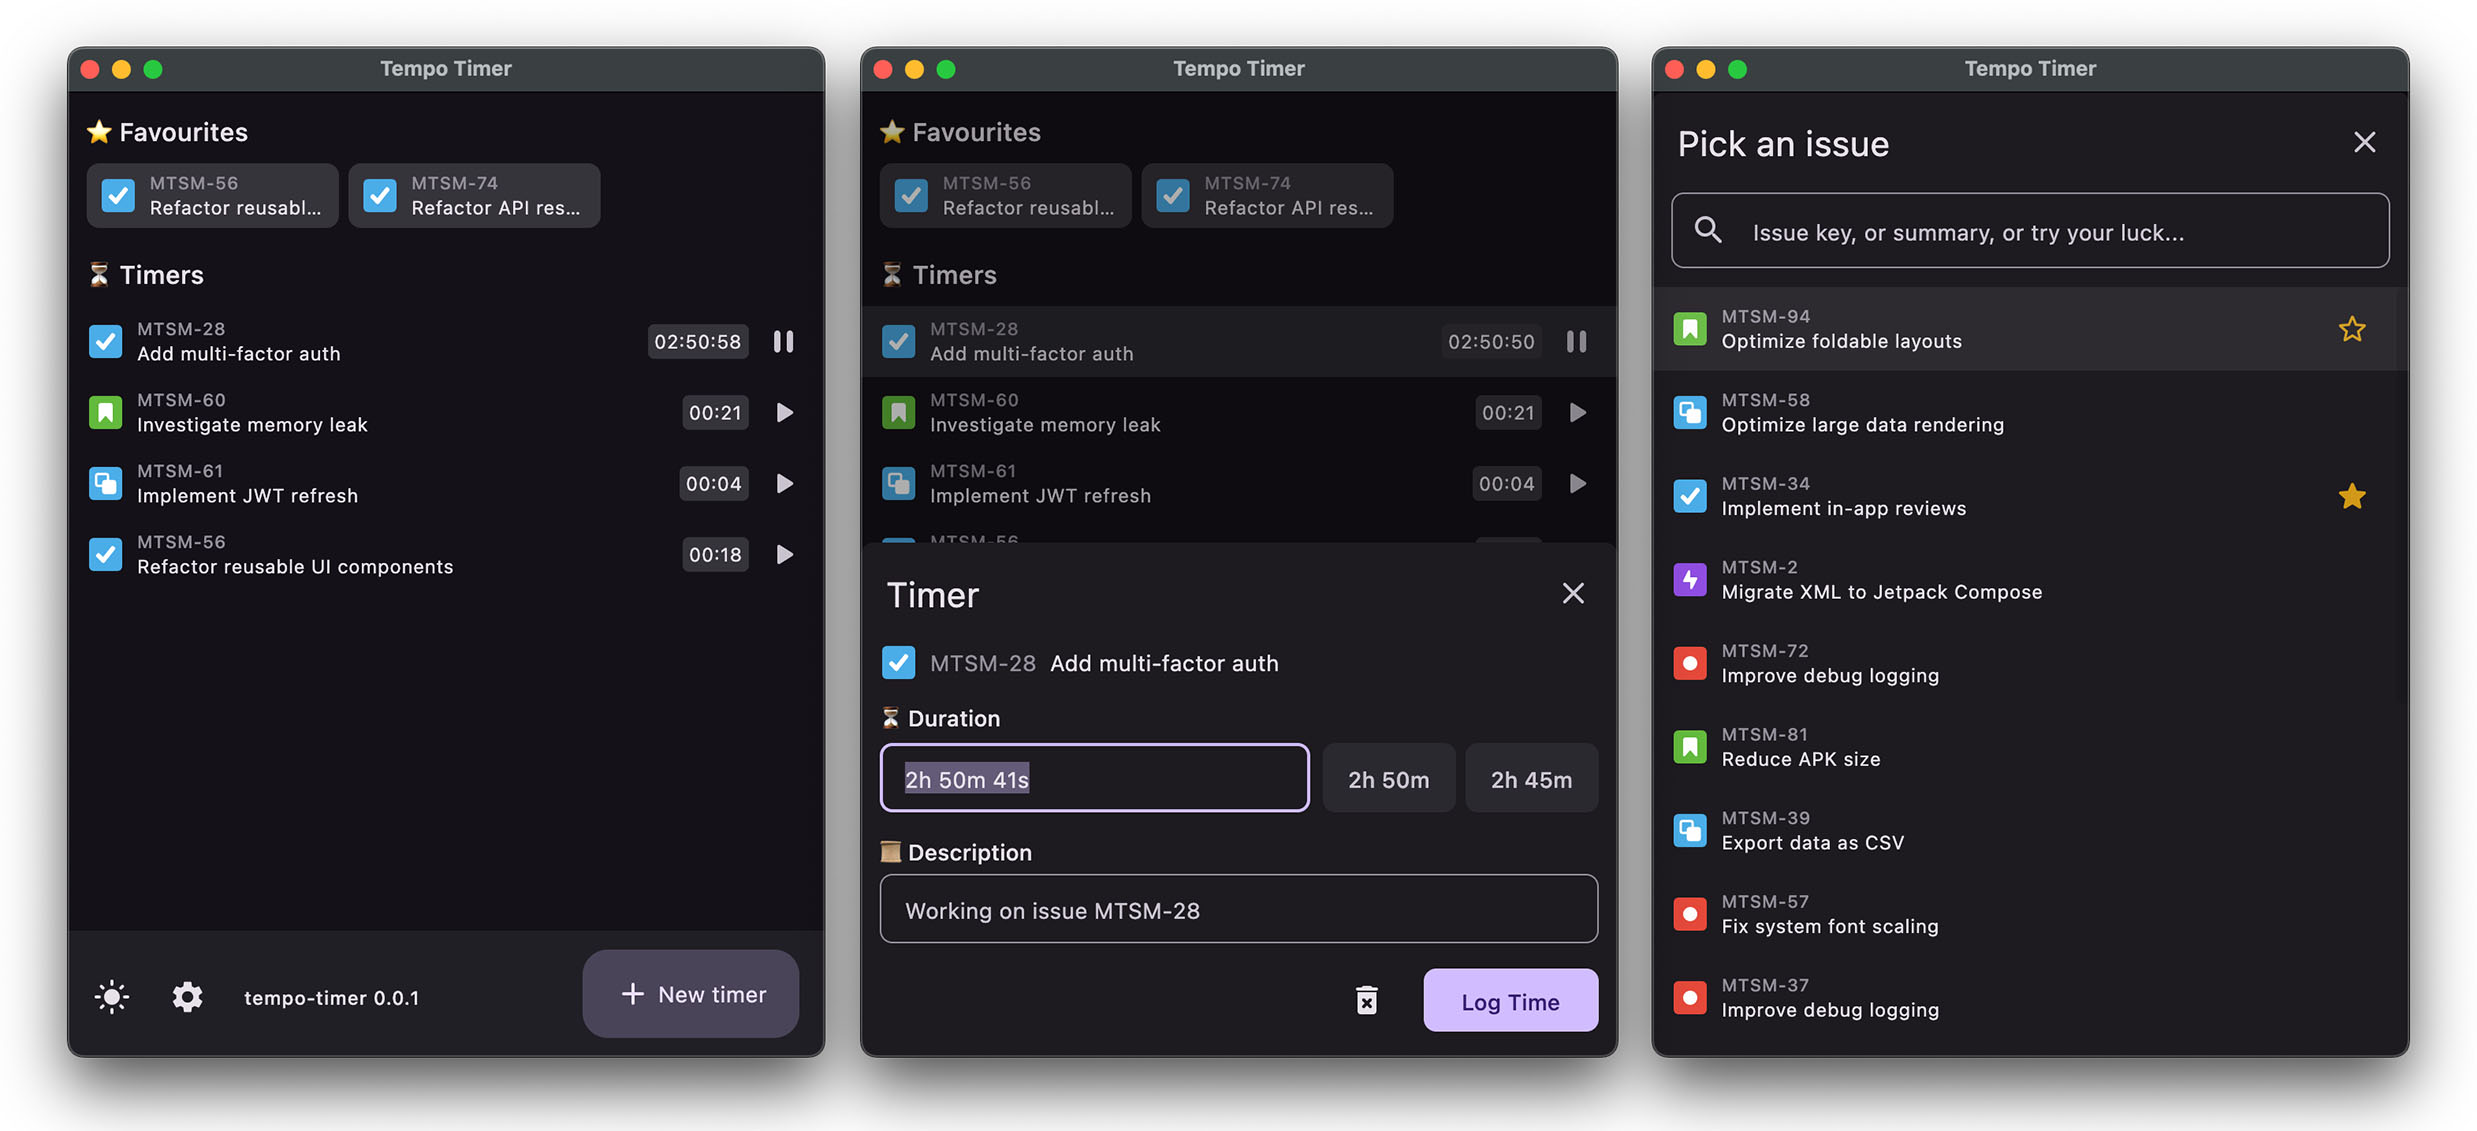 Tempo Timer
Favourites
MTSM-56
Refactor reusabl...
MTSM-74
Refactor API res...
Timers
MTSM-28
Add multi-factor auth
02:50:58
MTSM-60
Investigate memory leak
00:21
MTSM-61
Implement JWT refresh
00:04
MTSM-56
Refactor reusable UI components
00:18
tempo-timer 0.0.1
+ New timer
Tempo Timer
Favourites
MTSM-56
Refactor reusabl...
MTSM-74
Refactor API res...
Timers
MTSM-28
Add multi-factor auth
02:50:50
MTSM-60
Investigate memory leak
00:21
MTSM-61
Implement JWT refresh
00:04
MTSM-56
Timer
MTSM-28 Add multi-factor auth
Duration
2h 50m 41s
2h 50m
2h 45m
Description
Working on issue MTSM-28
Log Time
Tempo Timer
Pick an issue
Issue key, or summary, or try your luck...
MTSM-94
Optimize foldable layouts
MTSM-58
Optimize large data rendering
MTSM-34
Implement in-app reviews
MTSM-2
Migrate XML to Jetpack Compose
MTSM-72
Improve debug logging
MTSM-81
Reduce APK size
MTSM-39
Export data as CSV
MTSM-57
Fix system font scaling
MTSM-37
Improve debug logging